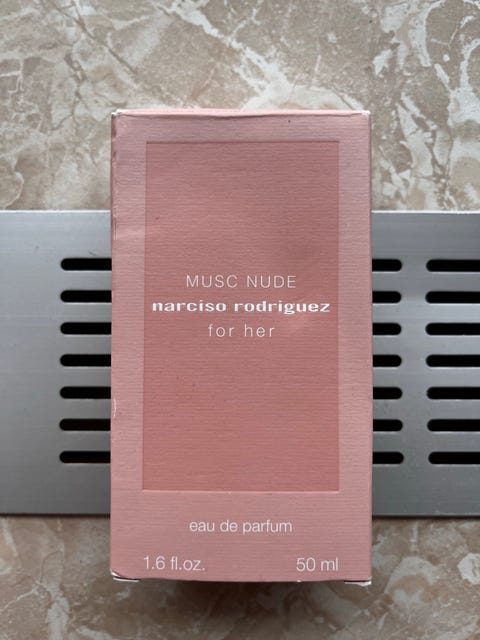 MUSC NUDE
narciso rodriguez
for her
eau de parfum
1.6 fl.oz. 50 ml